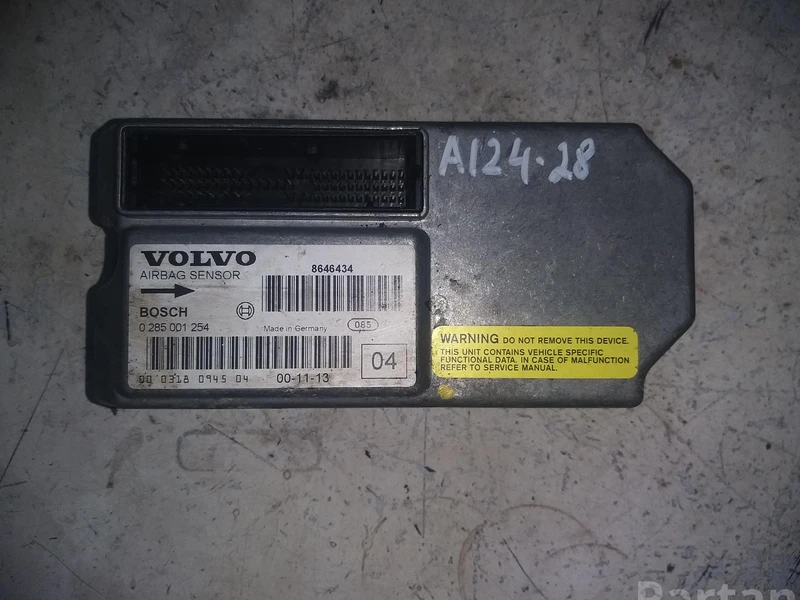 A124-28
VOLVO
AIRBAG SENSOR
8646434
BOSCH
0 285 001 254
Made in Germany
085
04
00 0318 0945 04
00-11-13
WARNING DO NOT REMOVE THIS DEVICE.
THIS UNIT CONTAINS VEHICLE SPECIFIC
FUNCTIONAL DATA. IN CASE OF MALFUNCTION
REFER TO SERVICE MANUAL.